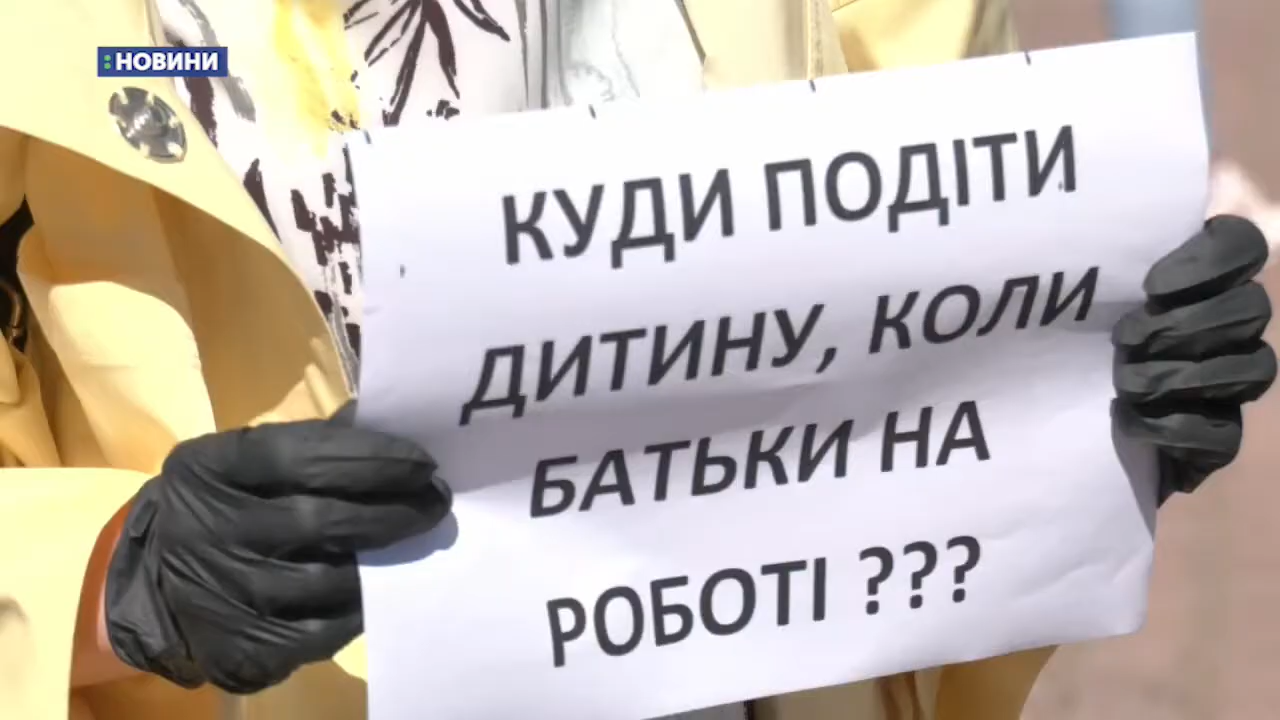 :НОВИНИ
КУДИ ПОДІТИ
ДИТИНУ, КОЛИ
БАТЬКИ НА
РОБОТІ ???